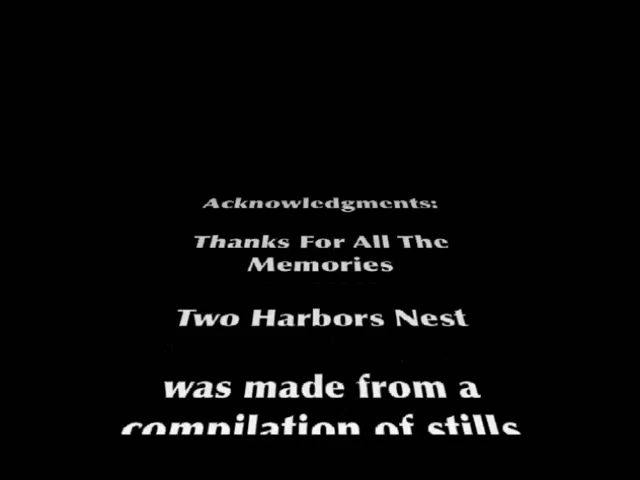 Acknowledgments:
Thanks For All The
Memories
Two Harbors Nest
was made from a
compilation of stills